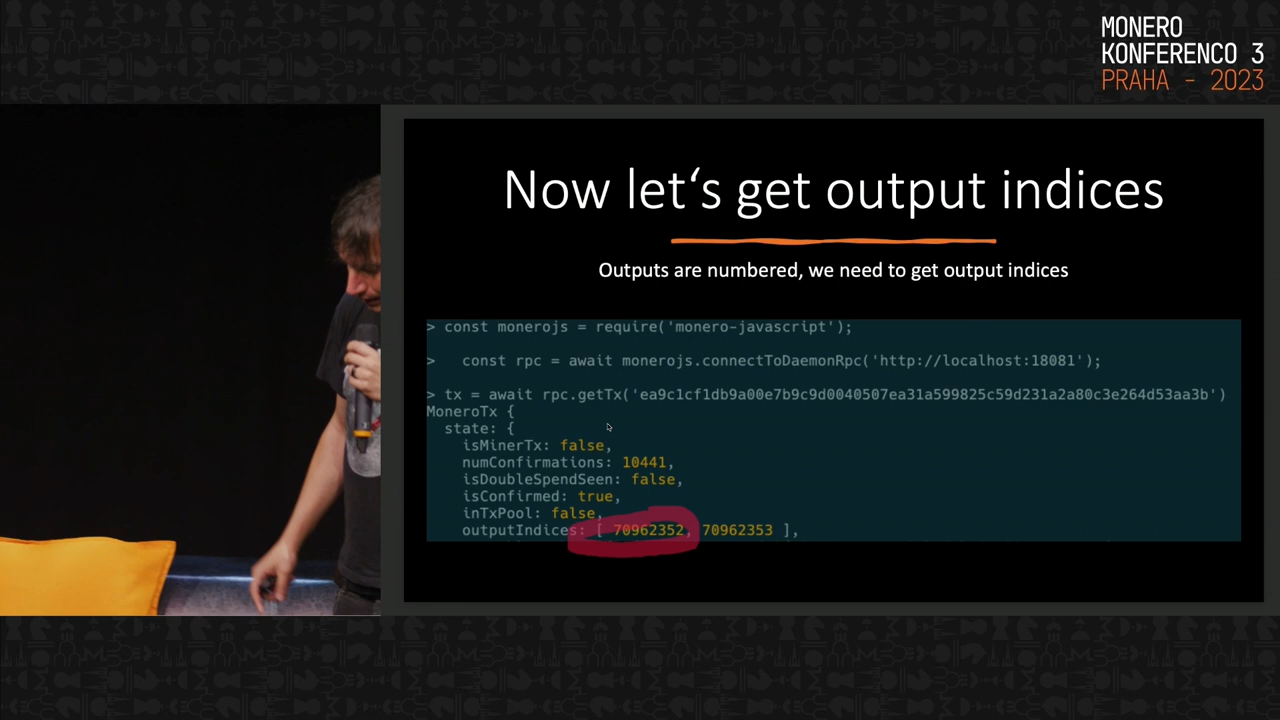 MONERO
KONFERENCO 3
PRAHA - 2023
Now let‘s get output indices
Outputs are numbered, we need to get output indices
> const monerojs = require('monero-javascript');
>   const rpc = await monerojs.connectToDaemonRpc('http://localhost:18081');
> tx = await rpc.getTx('ea9c1cf1db9a00e7b9c9d0040507ea31a599825c59d231a2a80c3e264d53aa3b')
MoneroTx {
  state: {
    isMinerTx: false,
    numConfirmations: 10441,
    isDoubleSpendSeen: false,
    isConfirmed: true,
    inTxPool: false,
    outputIndices: [ 70962352, 70962353 ],